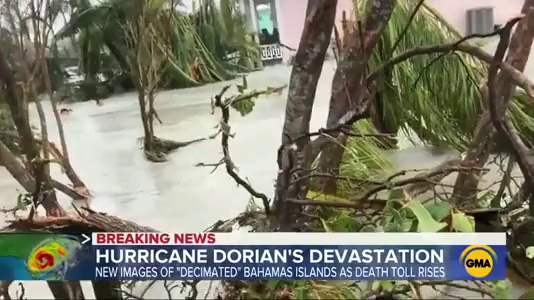 BREAKING NEWS
HURRICANE DORIAN'S DEVASTATION
NEW IMAGES OF "DECIMATED" BAHAMAS ISLANDS AS DEATH TOLL RISES
GMA